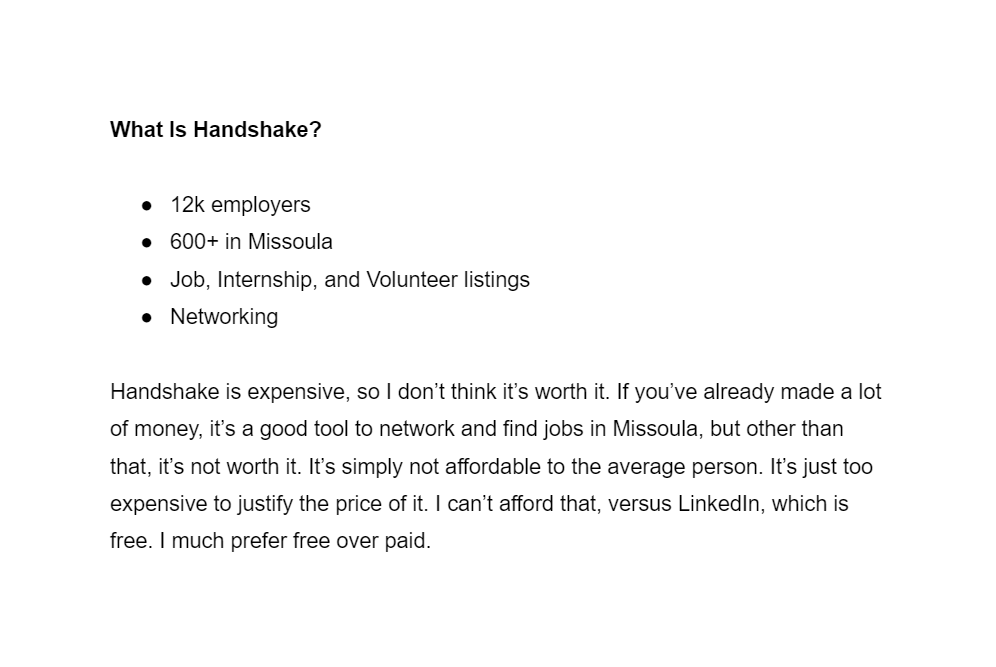 What Is Handshake?
● 12k employers
● 600+ in Missoula
● Job, Internship, and Volunteer listings
● Networking
Handshake is expensive, so I don’t think it’s worth it. If you’ve already made a lot
of money, it’s a good tool to network and find jobs in Missoula, but other than
that, it’s not worth it. It’s simply not affordable to the average person. It’s just too
expensive to justify the price of it. I can’t afford that, versus LinkedIn, which is
free. I much prefer free over paid.